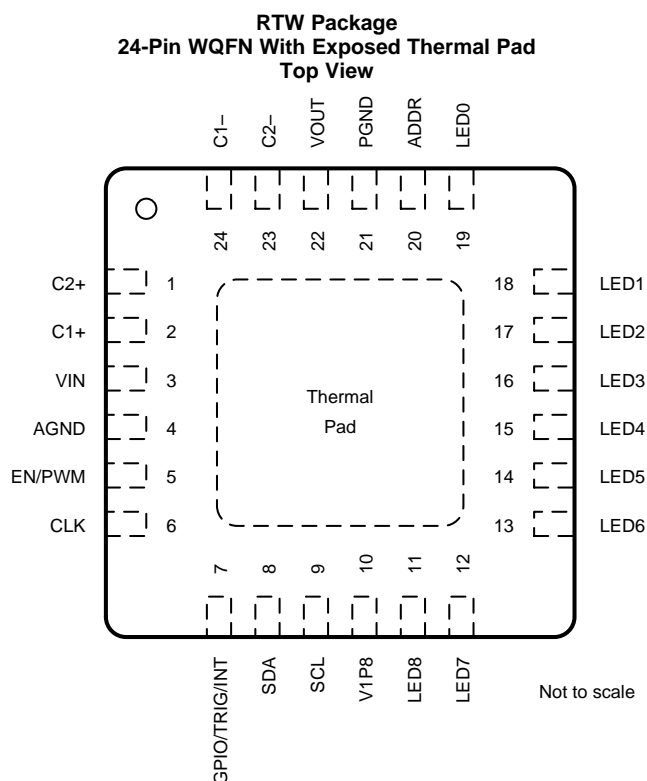 RTW Package
24-Pin WQFN With Exposed Thermal Pad
Top View
C1–
C2–
VOUT
PGND
ADDR
LED0
24
23
22
21
20
19
C2+
1
18
LED1
C1+
2
17
LED2
VIN
3
16
LED3
Thermal
Pad
AGND
4
15
LED4
EN/PWM
5
14
LED5
CLK
6
13
LED6
7
8
9
10
11
12
GPIO/TRIG/INT
SDA
SCL
V1P8
LED8
LED7
Not to scale